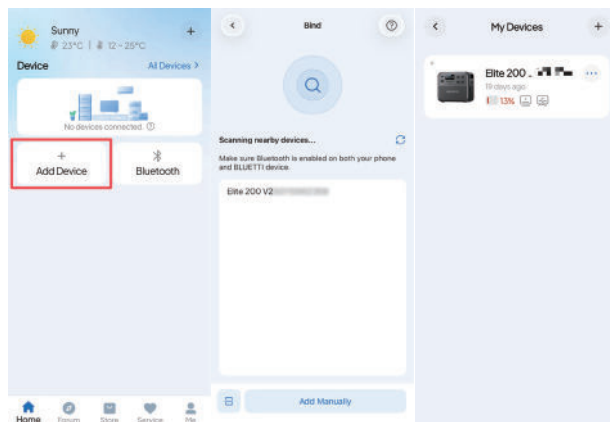 Sunny
+
23°C | 12~25°C
Device
All Devices >
No devices connected.
+
Add Device
Bluetooth
Home
Forum
Store
Service
Me
Bind
Scanning nearby devices...
Make sure Bluetooth is enabled on both your phone
and BLUETTI device.
Elite 200 V2
Add Manually
My Devices
+
Elite 200
19 days ago
13%